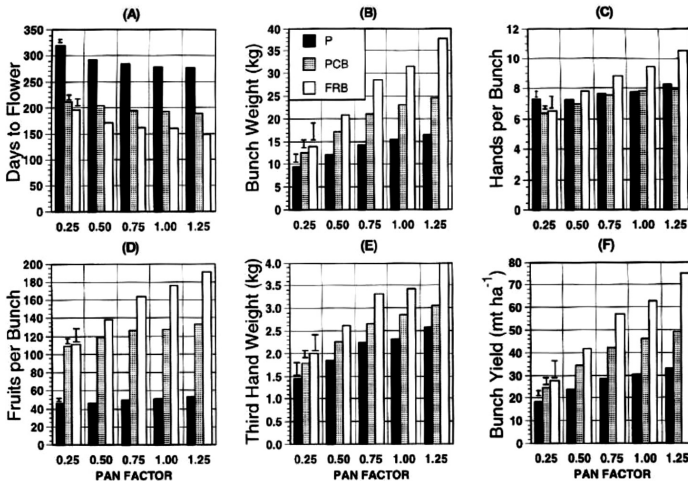 (A)
Days to Flower
350
300
250
200
150
100
50
0
0.25 0.50 0.75 1.00 1.25
(B)
Bunch Weight (kg)
40
35
30
25
20
15
10
5
0
P
PCB
FRB
0.25 0.50 0.75 1.00 1.25
(C)
Hands per Bunch
12
10
8
6
4
2
0
0.25 0.50 0.75 1.00 1.25
(D)
Fruits per Bunch
200
180
160
140
120
100
80
60
40
20
0
0.25 0.50 0.75 1.00 1.25
PAN FACTOR
(E)
Third Hand Weight (kg)
4.0
3.5
3.0
2.5
2.0
1.5
1.0
0.5
0.0
0.25 0.50 0.75 1.00 1.25
PAN FACTOR
(F)
Bunch Yield (mt ha⁻¹)
80
70
60
50
40
30
20
10
0
0.25 0.50 0.75 1.00 1.25
PAN FACTOR